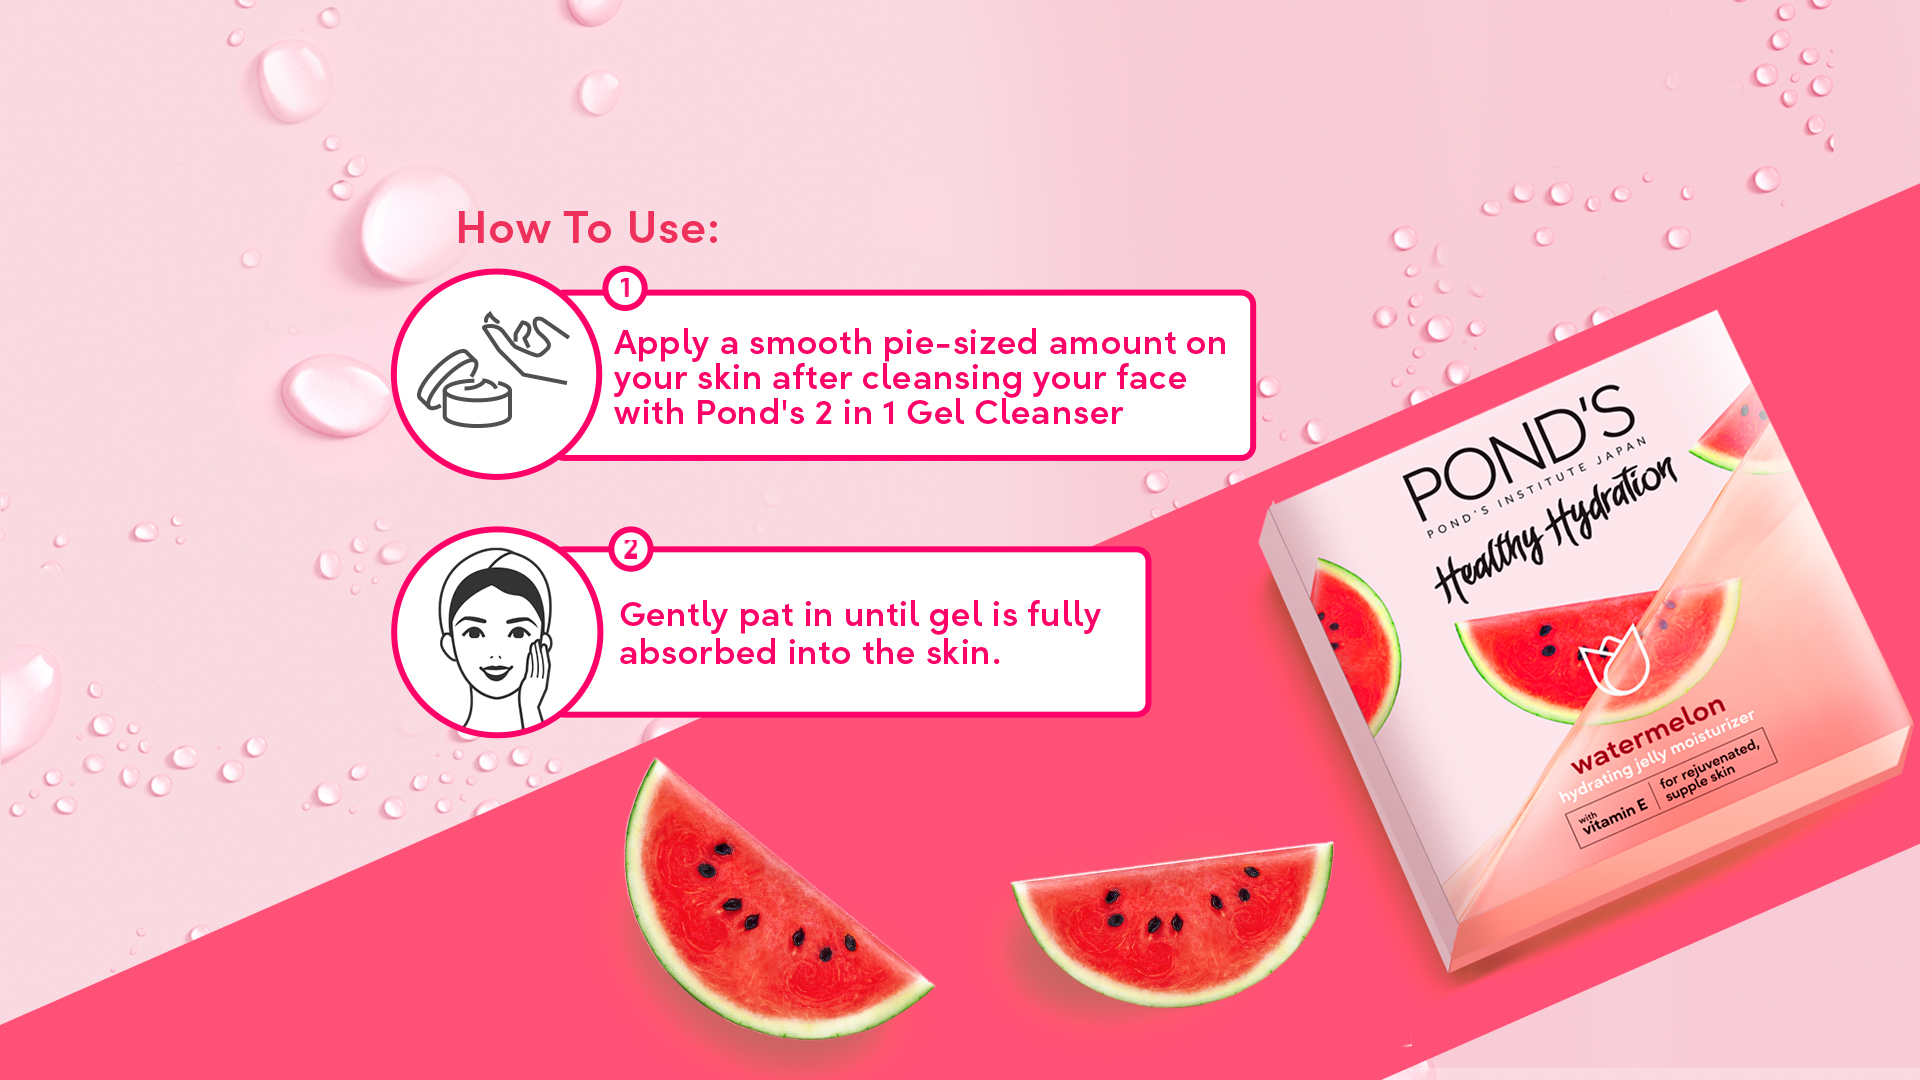 How To Use:
1
Apply a smooth pie-sized amount on
your skin after cleansing your face
with Pond's 2 in 1 Gel Cleanser
2
Gently pat in until gel is fully
absorbed into the skin.
POND'S
POND'S INSTITUTE JAPAN
Healthy Hydration
watermelon
hydrating jelly moisturizer
with
vitamin E
for rejuvenated,
supple skin